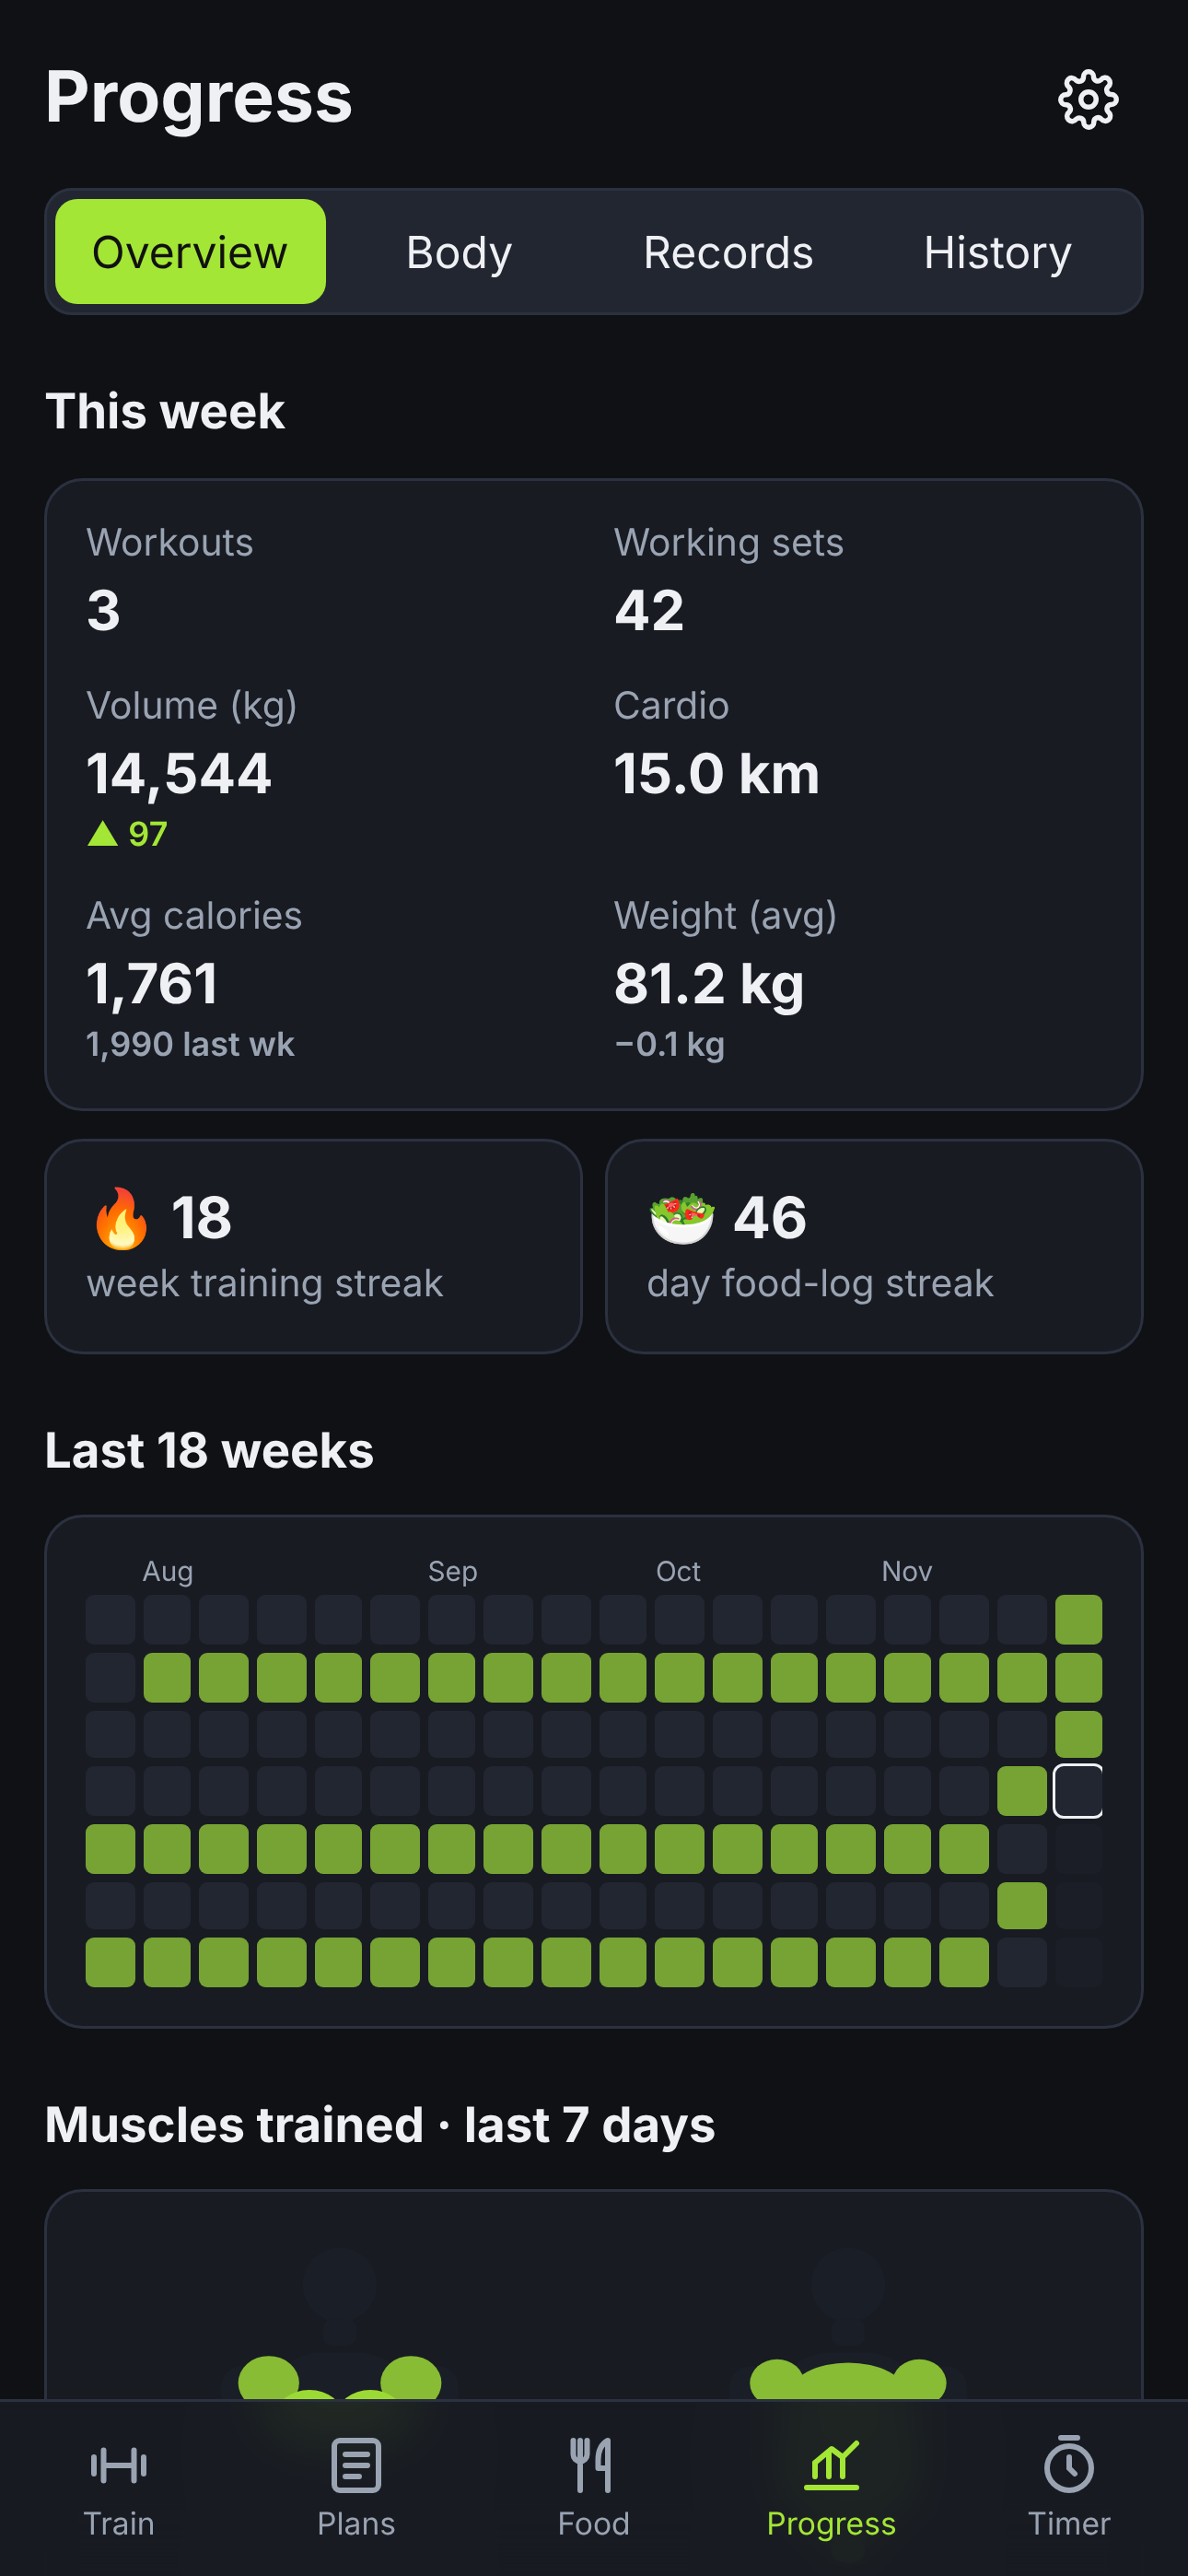 Progress
Overview Body Records History
This week
Workouts Working sets
3 42
Volume (kg) Cardio
14,544 15.0 km
▲ 97
Avg calories Weight (avg)
1,761 81.2 kg
1,990 last wk −0.1 kg
🔥 18 🥗 46
week training streak day food-log streak
Last 18 weeks
Aug Sep Oct Nov
Muscles trained · last 7 days
Train Plans Food Progress Timer